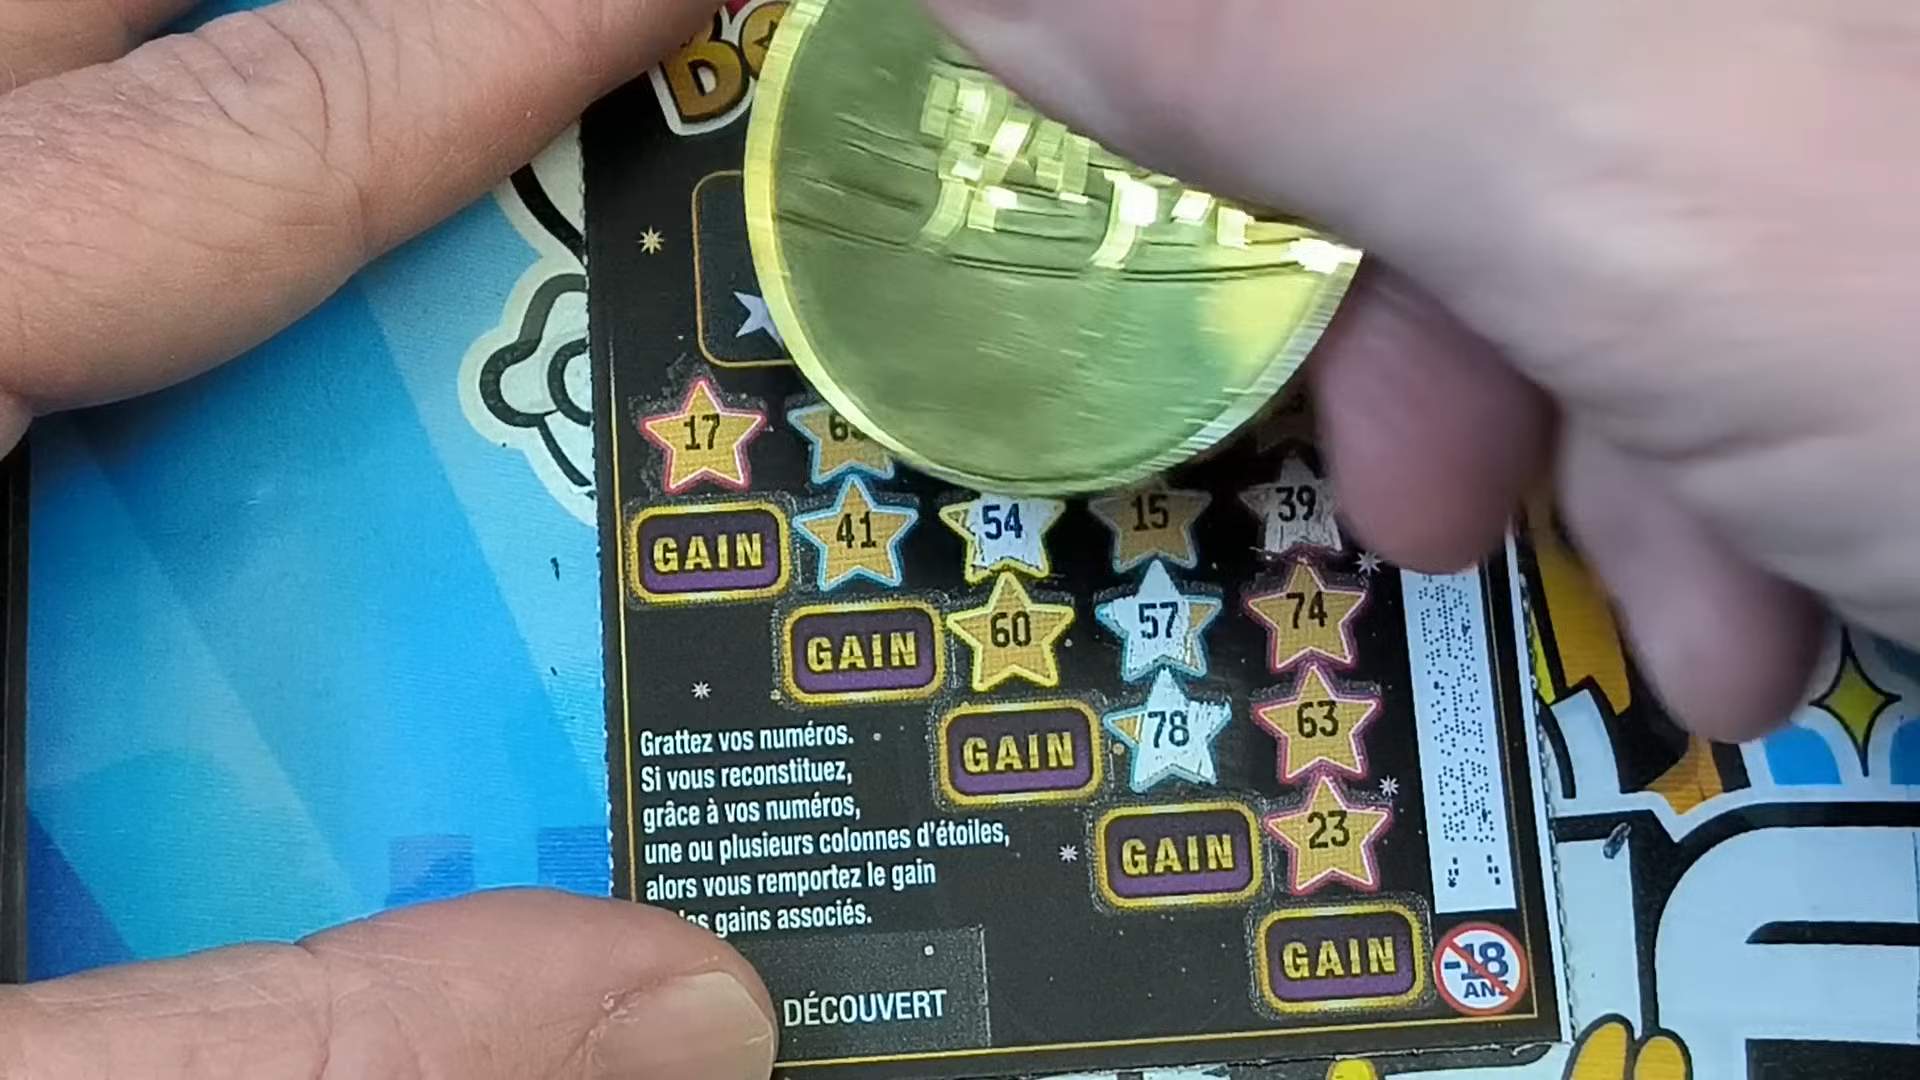 17
41 54 15 39
GAIN
60 57 74
GAIN
78 63
GAIN
23
GAIN
GAIN
Grattez vos numéros.
Si vous reconstituez,
grâce à vos numéros,
une ou plusieurs colonnes d'étoiles,
alors vous remportez le gain
gains associés.
DÉCOUVERT
-18
ANS